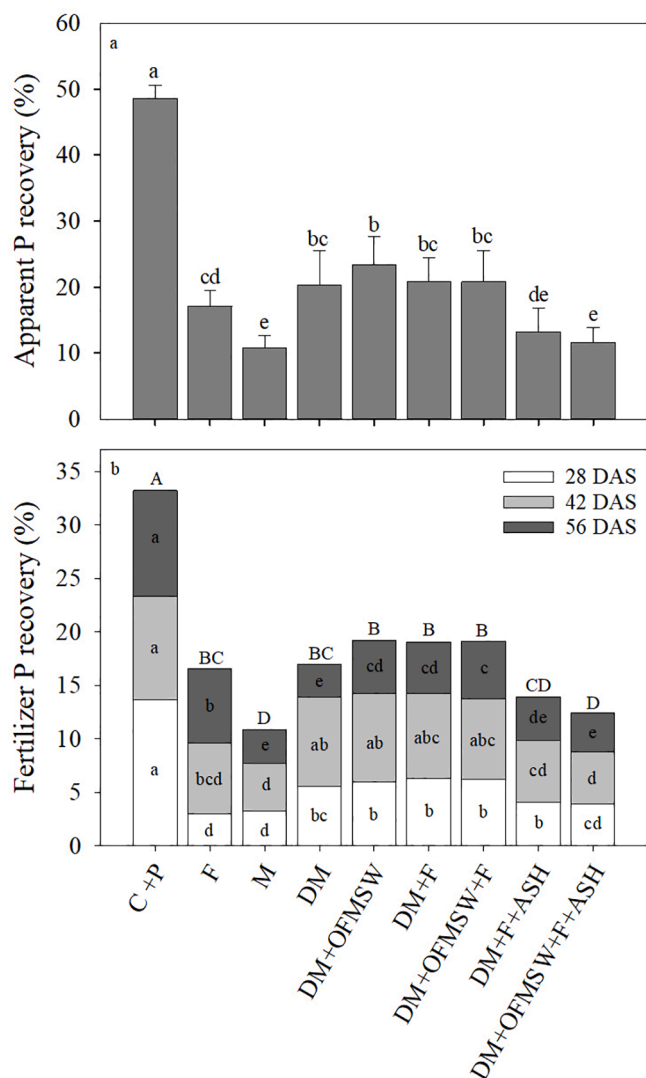 60
a
a
50
40
30
b
bc
bc
bc
20
cd
de
e
e
10
0
Apparent P recovery (%)
35
b
A
28 DAS
42 DAS
56 DAS
30
a
25
20
B
B
B
BC
BC
a
cd
cd
c
15
CD
D
b
e
D
de
10
ab
ab
abc
abc
e
e
bcd
cd
a
d
d
5
bc
b
b
b
d
d
b
cd
0
Fertilizer P recovery (%)
C +P
F
M
DM
DM+OFMSW
DM+F
DM+OFMSW+F
DM+F+ASH
DM+OFMSW+F+ASH